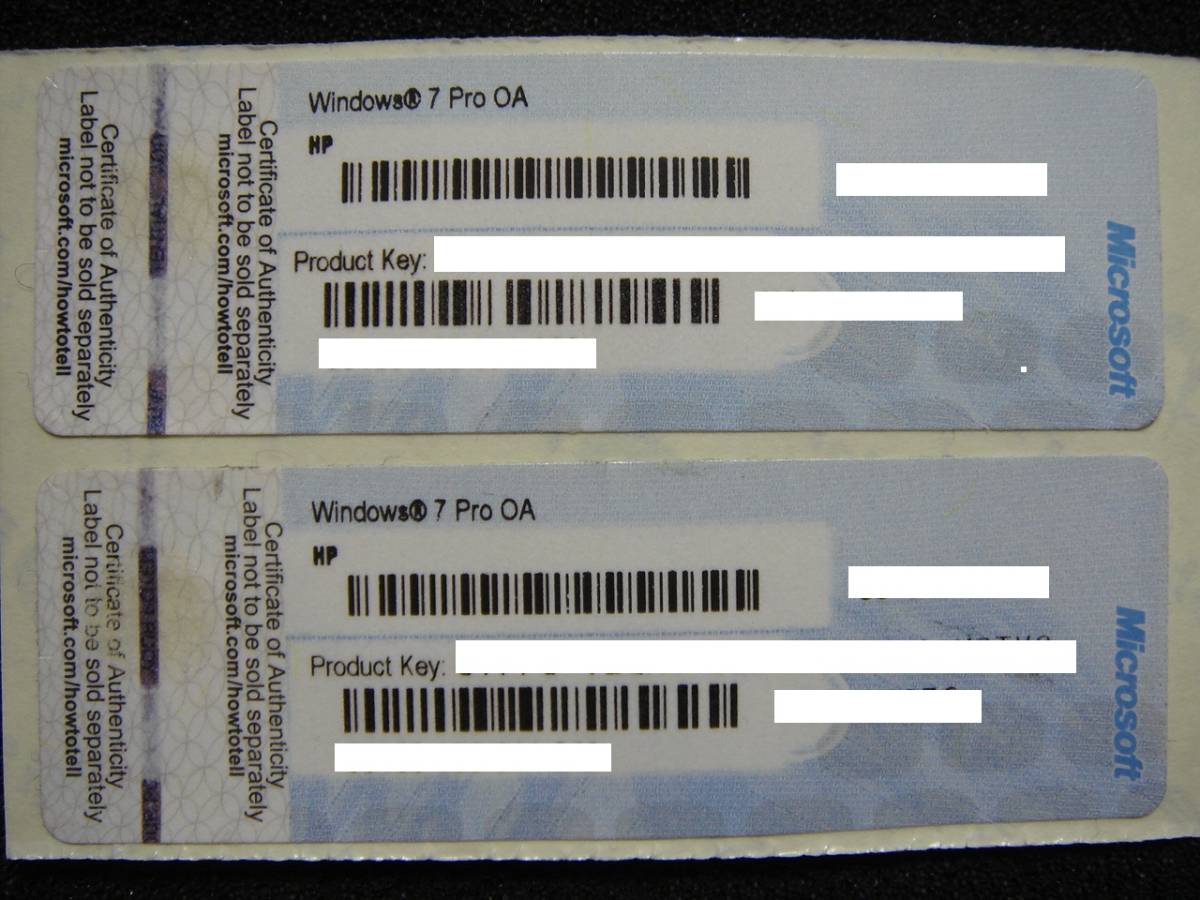 Windows® 7 Pro OA
HP
Product Key:
Certificate of Authenticity
Label not to be sold separately
microsoft.com/howtotell
Certificate of Authenticity
Label not to be sold separately
microsoft.com/howtotell
Microsoft
Windows® 7 Pro OA
HP
Product Key:
Certificate of Authenticity
Label not to be sold separately
microsoft.com/howtotell
Certificate of Authenticity
Label not to be sold separately
microsoft.com/howtotell
Microsoft